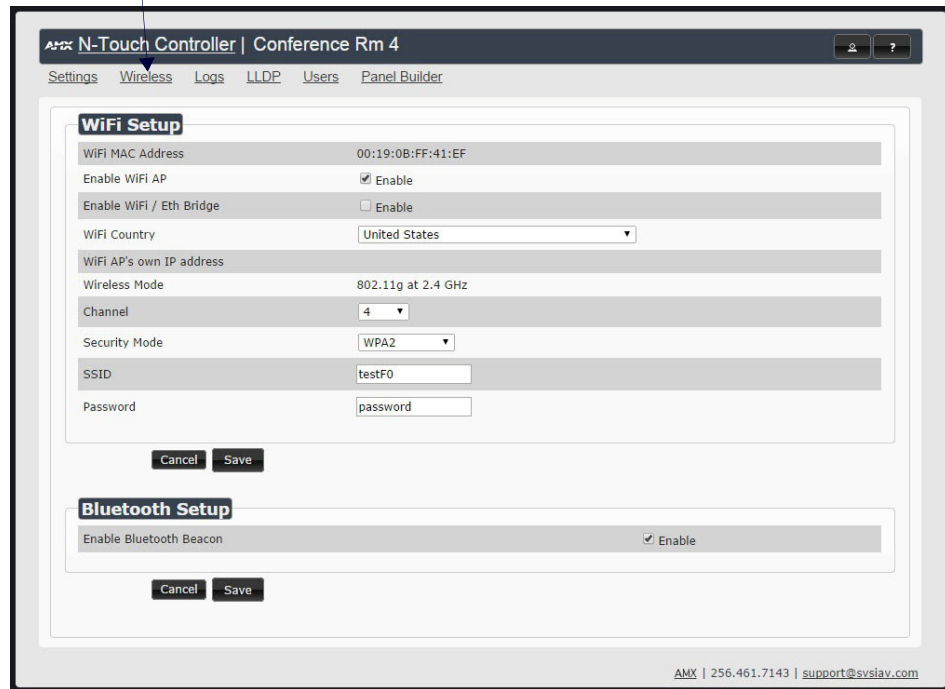 AMX N-Touch Controller | Conference Rm 4 ?
Settings Wireless Logs LLDP Users Panel Builder
WiFi Setup
WiFi MAC Address 00:19:0B:FF:41:EF
Enable WiFi AP Enable
Enable WiFi / Eth Bridge Enable
WiFi Country United States
WiFi AP's own IP address
Wireless Mode 802.11g at 2.4 GHz
Channel 4
Security Mode WPA2
SSID testF0
Password password
Cancel Save
Bluetooth Setup
Enable Bluetooth Beacon Enable
Cancel Save
AMX | 256.461.7143 | support@svsiav.com